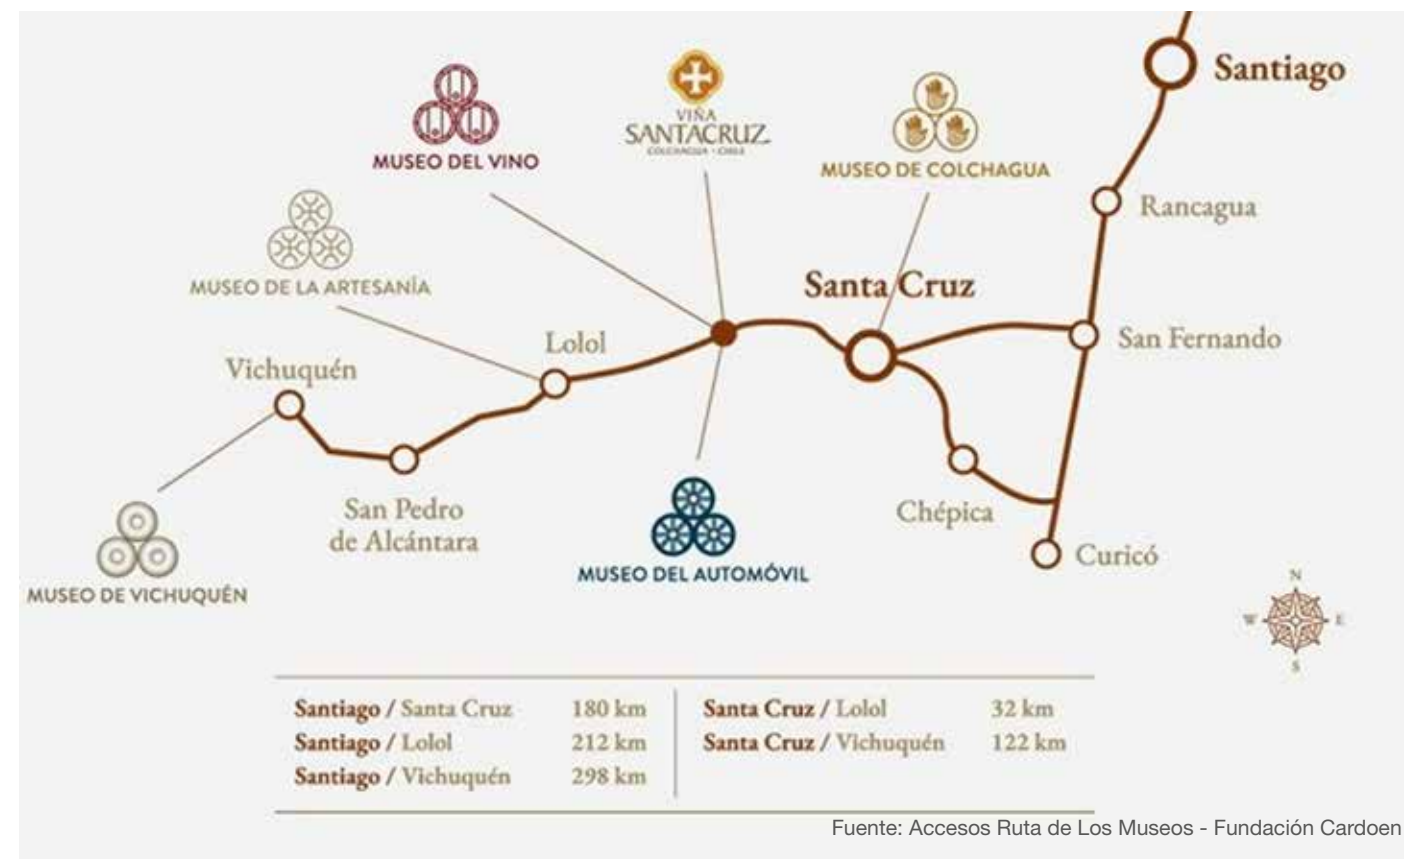 Santiago
MUSEO DEL VINO
VIÑA
SANTACRUZ
COLCHAGUA · CHILE
MUSEO DE COLCHAGUA
Rancagua
MUSEO DE LA ARTESANÍA
Santa Cruz
San Fernando
Lolol
Vichuquén
San Pedro
de Alcántara
Chépica
Curicó
MUSEO DEL AUTOMÓVIL
MUSEO DE VICHUQUÉN
N
W E
S
Santiago / Santa Cruz 180 km
Santiago / Lolol 212 km
Santiago / Vichuquén 298 km
Santa Cruz / Lolol 32 km
Santa Cruz / Vichuquén 122 km
Fuente: Accesos Ruta de Los Museos - Fundación Cardoen